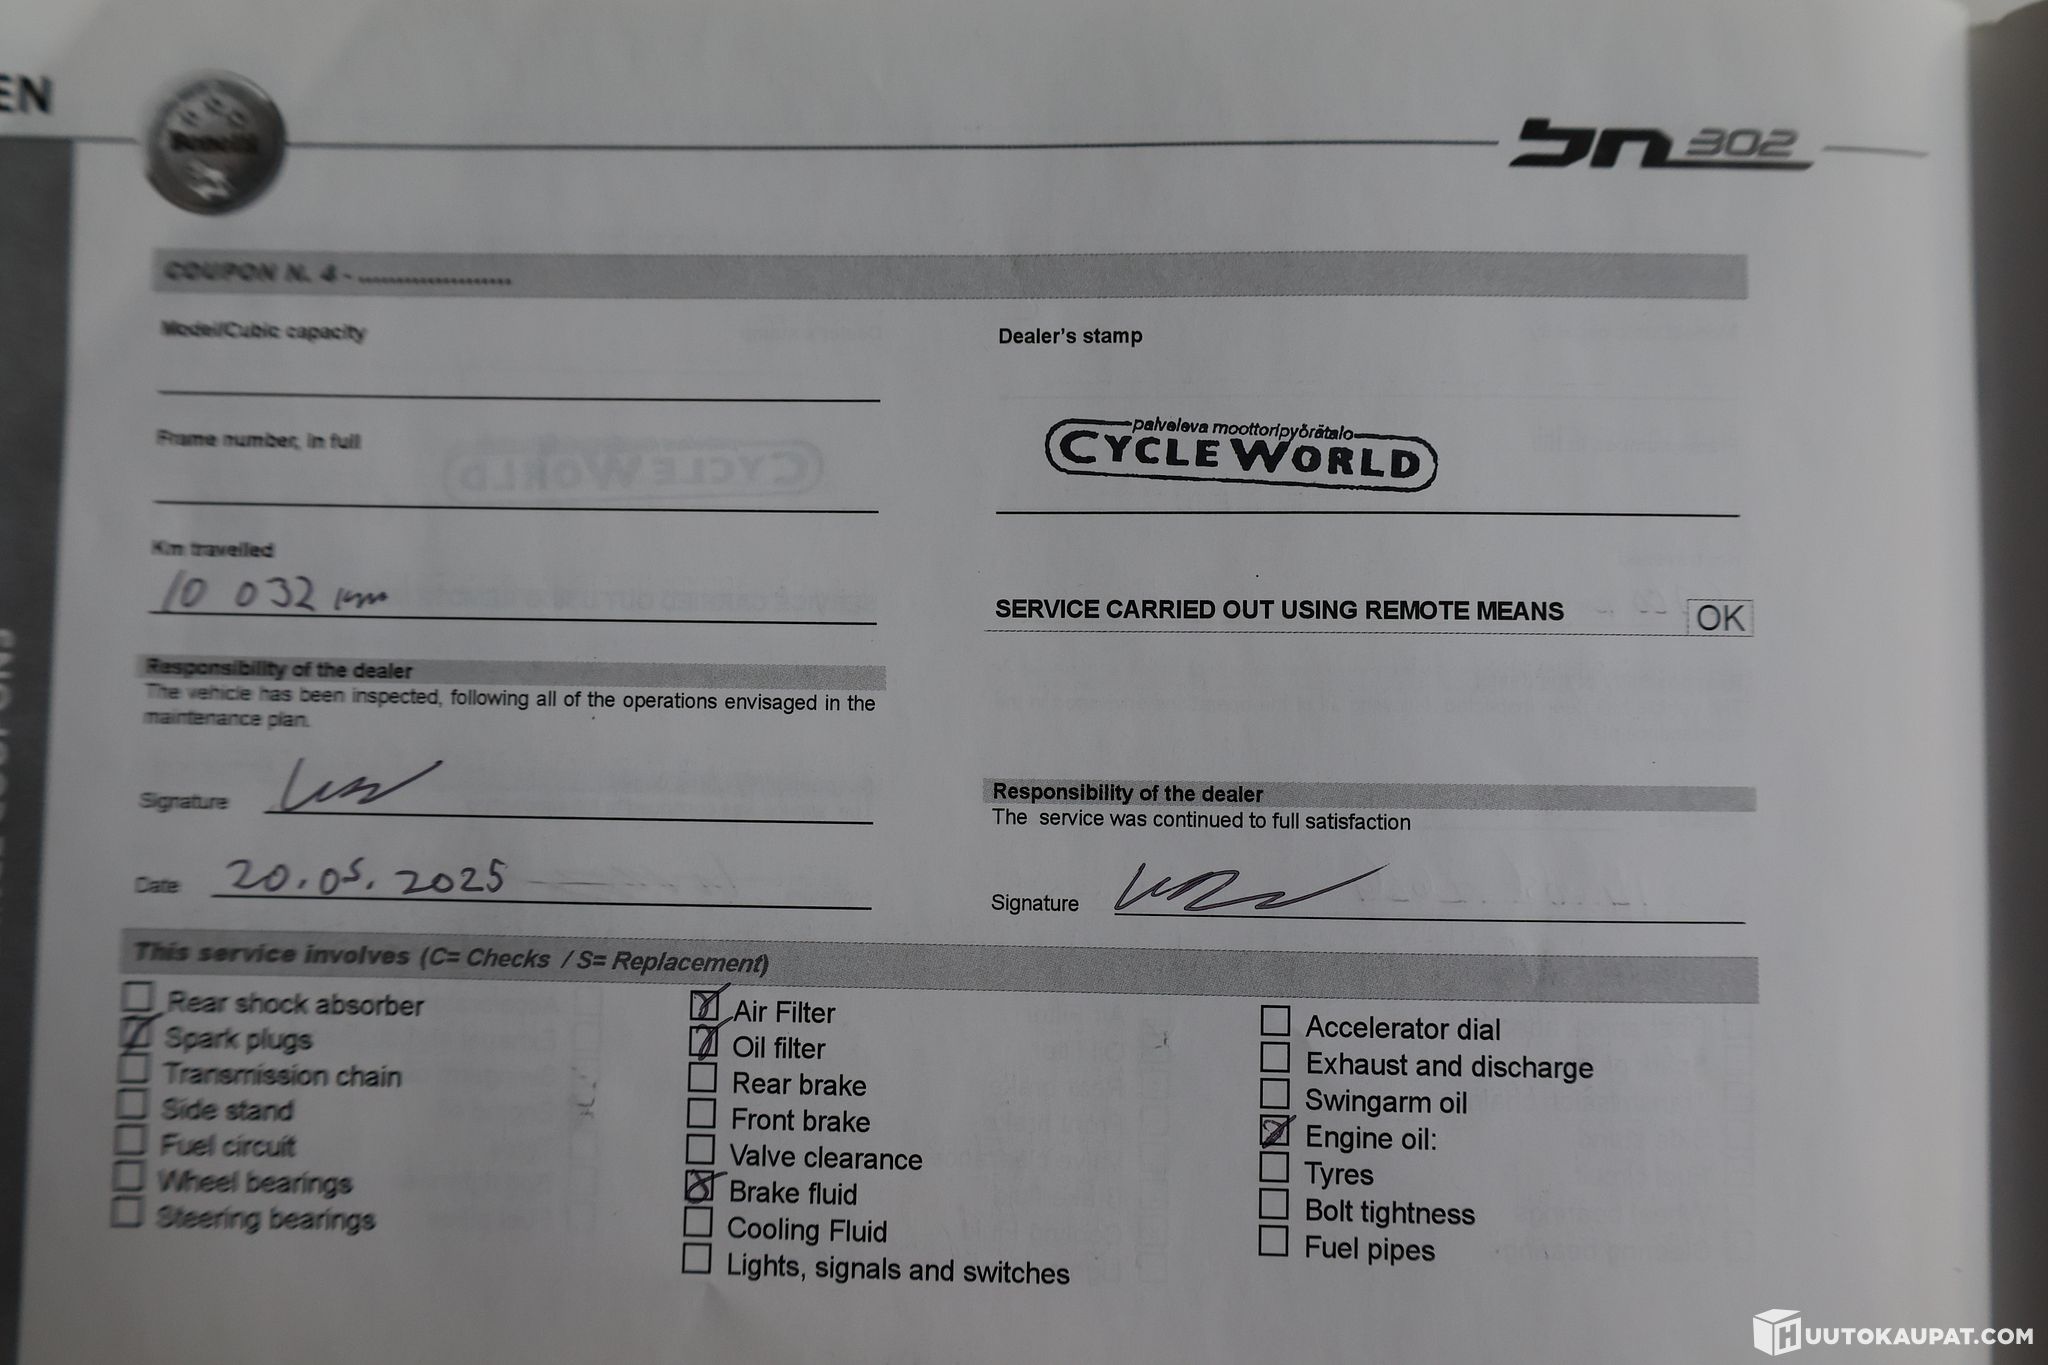 EN
Benelli
bn 302
COUPON N. 4 - ......................
Model/Cubic capacity
Frame number, in full
Km travelled
10 032 km
Responsibility of the dealer
The vehicle has been inspected, following all of the operations envisaged in the
maintenance plan.
Signature
Date 20.05.2025
Dealer's stamp
palveleva moottoripyörätalo
CYCLE WORLD
SERVICE CARRIED OUT USING REMOTE MEANS OK
Responsibility of the dealer
The service was continued to full satisfaction
Signature
This service involves (C= Checks / S= Replacement)
Rear shock absorber
Spark plugs
Transmission chain
Side stand
Fuel circuit
Wheel bearings
Steering bearings
Air Filter
Oil filter
Rear brake
Front brake
Valve clearance
Brake fluid
Cooling Fluid
Lights, signals and switches
Accelerator dial
Exhaust and discharge
Swingarm oil
Engine oil:
Tyres
Bolt tightness
Fuel pipes
HUUTOKAUPAT.COM